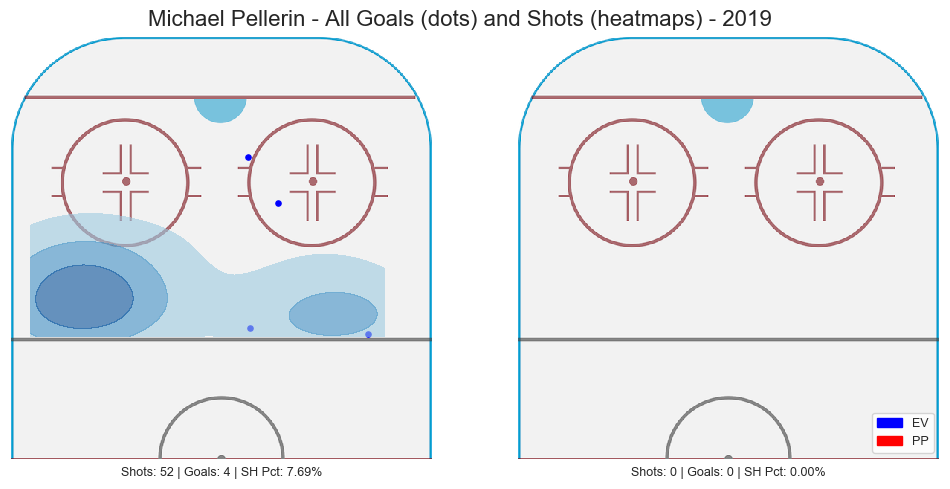 Michael Pellerin - All Goals (dots) and Shots (heatmaps) - 2019
EV
PP
Shots: 52 | Goals: 4 | SH Pct: 7.69%
Shots: 0 | Goals: 0 | SH Pct: 0.00%